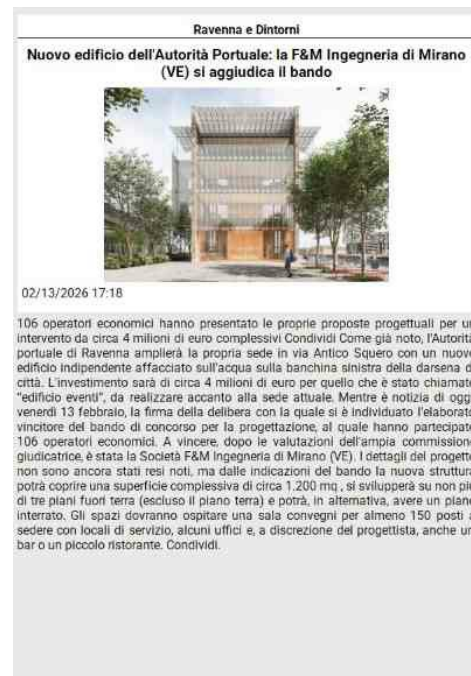 Ravenna e Dintorni
Nuovo edificio dell'Autorità Portuale: la F&M Ingegneria di Mirano
(VE) si aggiudica il bando
02/13/2026 17:18
106 operatori economici hanno presentato le proprie proposte progettuali per un
intervento da circa 4 milioni di euro complessivi Condividi Come già noto, l'Autorità
portuale di Ravenna amplierà la propria sede in via Antico Squero con un nuovo
edificio indipendente affacciato sull'acqua sulla banchina sinistra della darsena di
città. L'investimento sarà di circa 4 milioni di euro per quello che è stato chiamato
"edificio eventi", da realizzare accanto alla sede attuale. Mentre è notizia di oggi,
venerdì 13 febbraio, la firma della delibera con la quale si è individuato l'elaborato
vincitore del bando di concorso per la progettazione, al quale hanno partecipato
106 operatori economici. A vincere, dopo le valutazioni dell'ampia commissione
giudicatrice, è stata la Società F&M Ingegneria di Mirano (VE). I dettagli del progetto
non sono ancora stati resi noti, ma dalle indicazioni del bando la nuova struttura
potrà coprire una superficie complessiva di circa 1.200 mq , si svilupperà su non più
di tre piani fuori terra (escluso il piano terra) e potrà, in alternativa, avere un piano
interrato. Gli spazi dovranno ospitare una sala convegni per almeno 150 posti a
sedere con locali di servizio, alcuni uffici e, a discrezione del progettista, anche un
bar o un piccolo ristorante. Condividi.